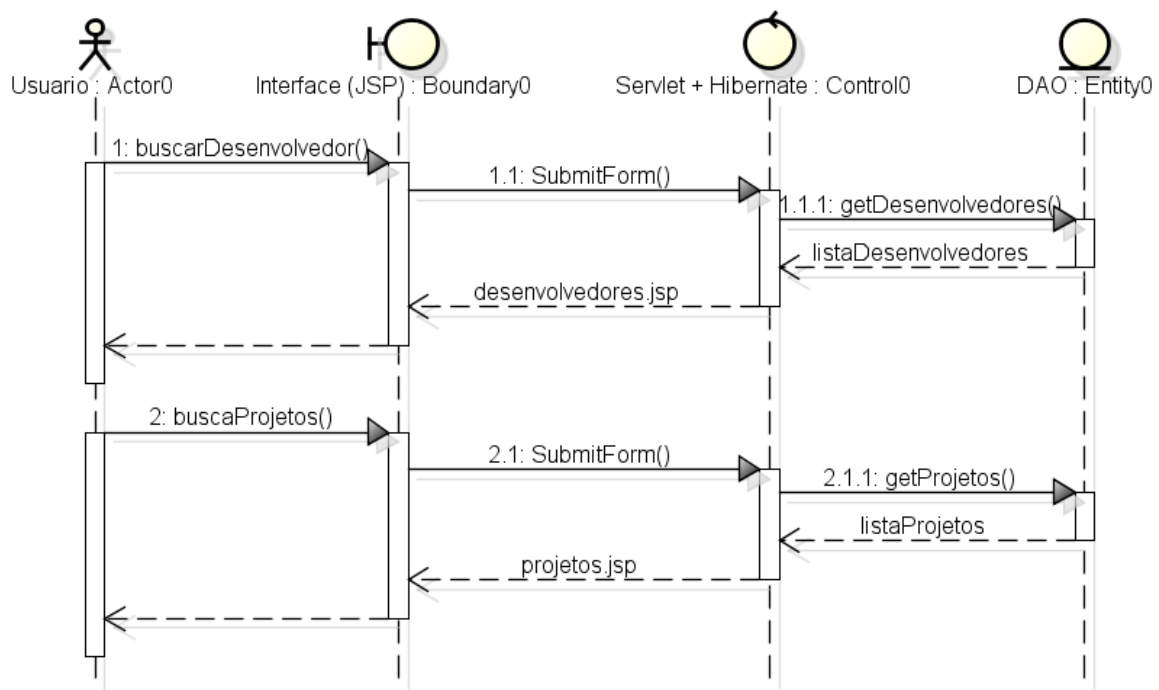 Usuario : Actor0
Interface (JSP) : Boundary0
Servlet + Hibernate : Control0
DAO : Entity0
1: buscarDesenvolvedor()
1.1: SubmitForm()
1.1.1: getDesenvolvedores()
listaDesenvolvedores
desenvolvedores.jsp
2: buscaProjetos()
2.1: SubmitForm()
2.1.1: getProjetos()
listaProjetos
projetos.jsp